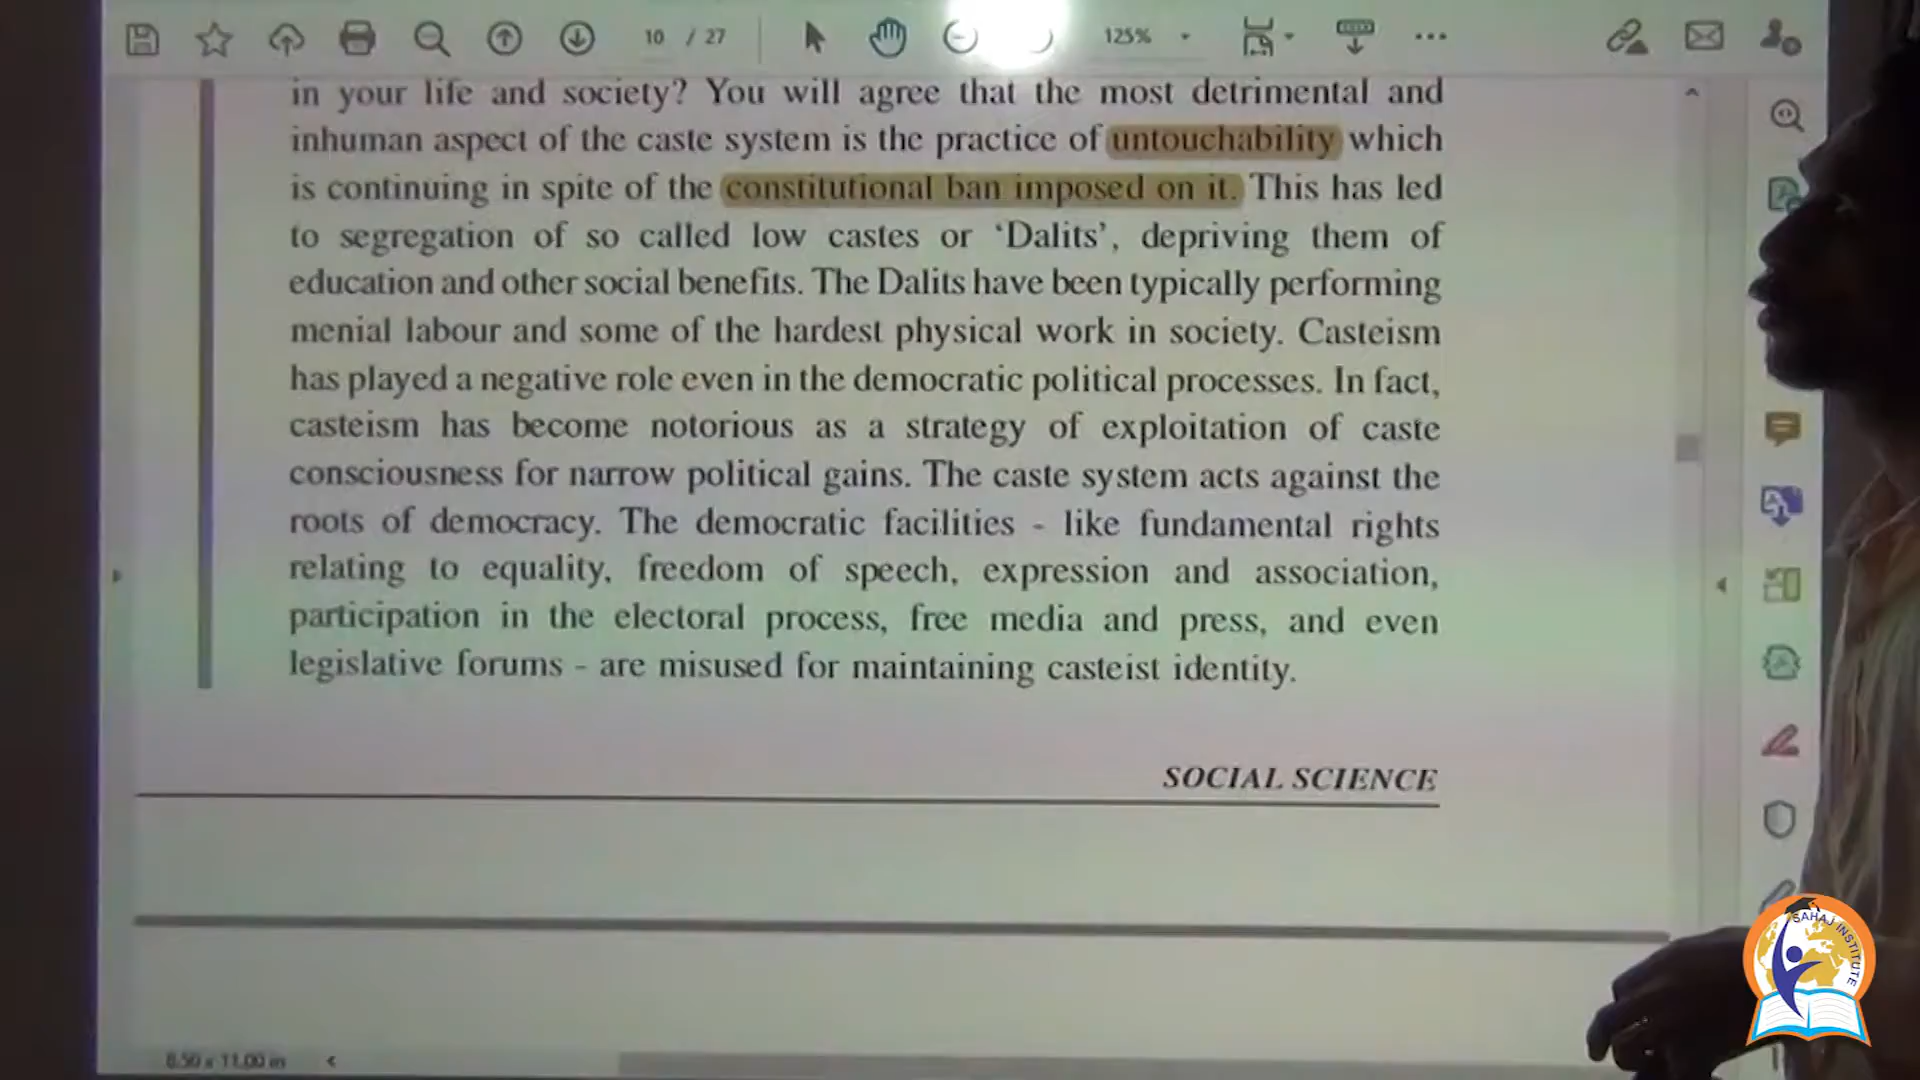 10 / 27
125%
in your life and society? You will agree that the most detrimental and
inhuman aspect of the caste system is the practice of untouchability which
is continuing in spite of the constitutional ban imposed on it. This has led
to segregation of so called low castes or ‘Dalits’, depriving them of
education and other social benefits. The Dalits have been typically performing
menial labour and some of the hardest physical work in society. Casteism
has played a negative role even in the democratic political processes. In fact,
casteism has become notorious as a strategy of exploitation of caste
consciousness for narrow political gains. The caste system acts against the
roots of democracy. The democratic facilities - like fundamental rights
relating to equality, freedom of speech, expression and association,
participation in the electoral process, free media and press, and even
legislative forums - are misused for maintaining casteist identity.
SOCIAL SCIENCE
SAHAJ INSTITUTE
8.50 x 11.00 in